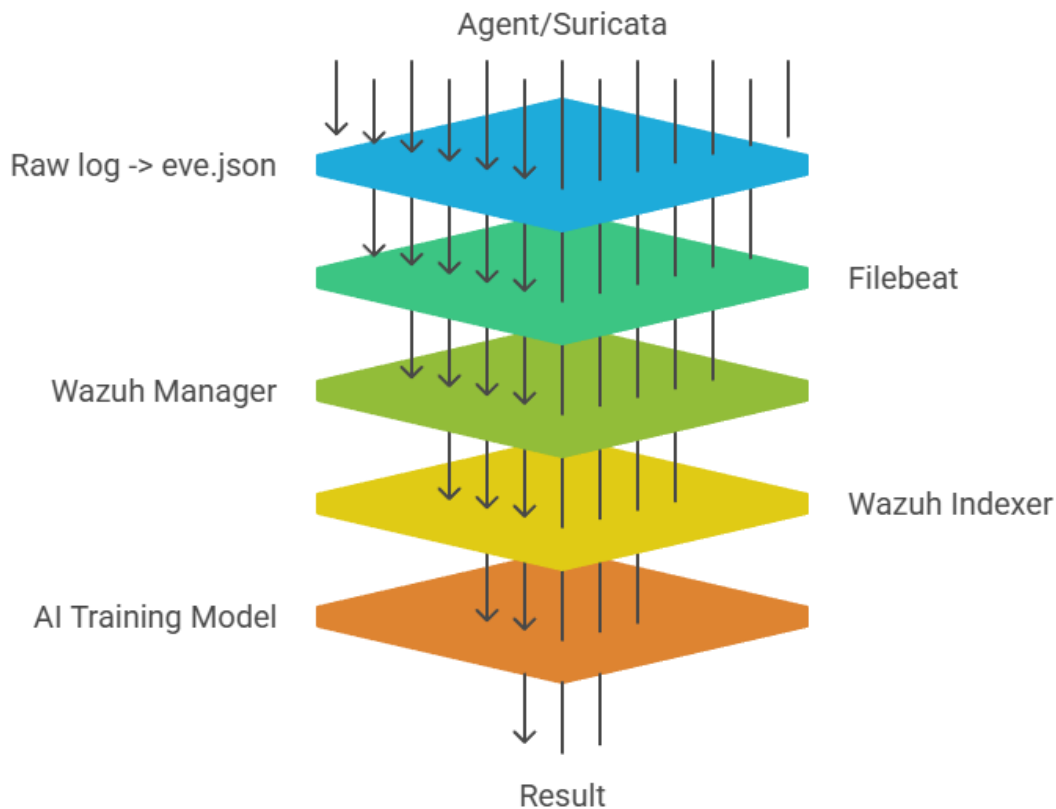 Agent/Suricata
Raw log -> eve.json
Filebeat
Wazuh Manager
Wazuh Indexer
AI Training Model
Result